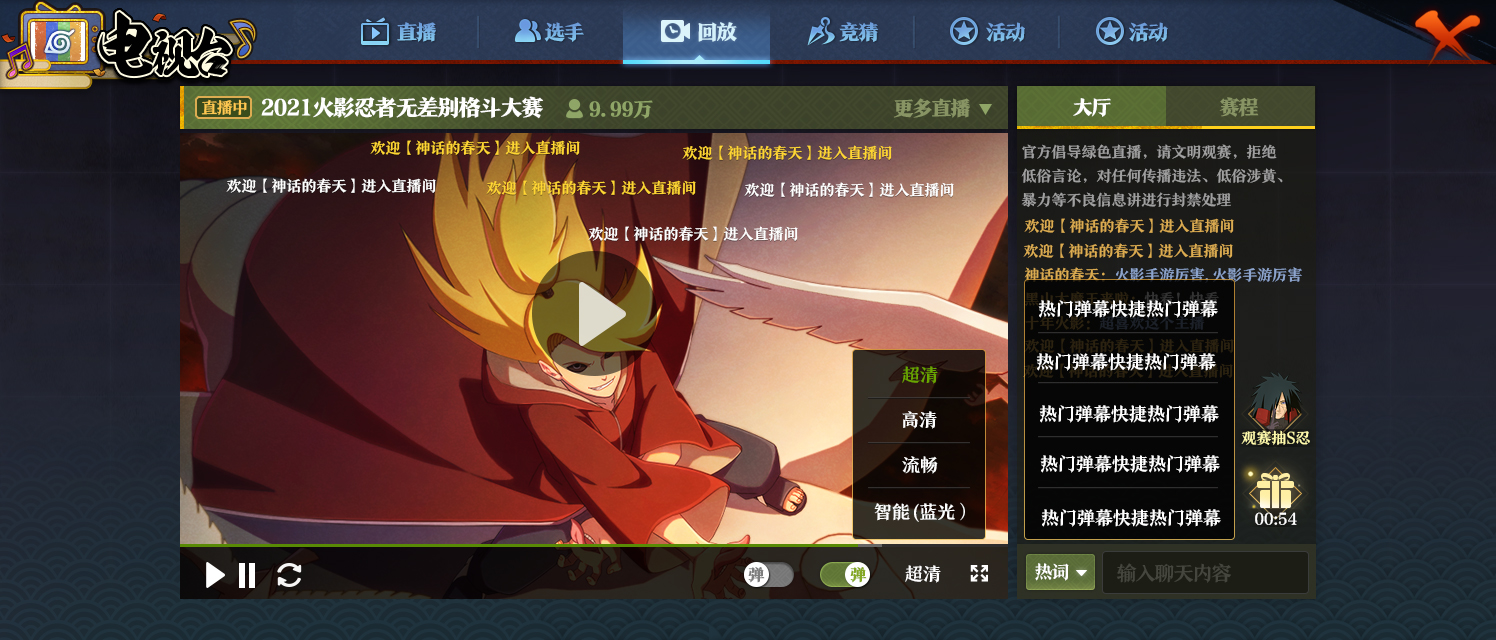 电视台
直播
选手
回放
竞猜
活动
活动
直播中 2021火影忍者无差别格斗大赛 9.99万 更多直播
大厅 赛程
欢迎【神话的春天】进入直播间
欢迎【神话的春天】进入直播间
欢迎【神话的春天】进入直播间
欢迎【神话的春天】进入直播间
欢迎【神话的春天】进入直播间
欢迎【神话的春天】进入直播间
超清
高清
流畅
智能(蓝光)
弹
弹
超清
官方倡导绿色直播，请文明观赛，拒绝
低俗言论，对任何传播违法、低俗涉黄、
暴力等不良信息讲进行封禁处理
欢迎【神话的春天】进入直播间
欢迎【神话的春天】进入直播间
神话的春天：火影手游厉害,火影手游厉害
十年火影：超喜欢这个主播
欢迎【神话的春天】进入直播间
欢迎【神话的春天】进入直播间
热门弹幕快捷热门弹幕
热门弹幕快捷热门弹幕
热门弹幕快捷热门弹幕
热门弹幕快捷热门弹幕
热门弹幕快捷热门弹幕
观赛抽S忍
00:54
热词
输入聊天内容